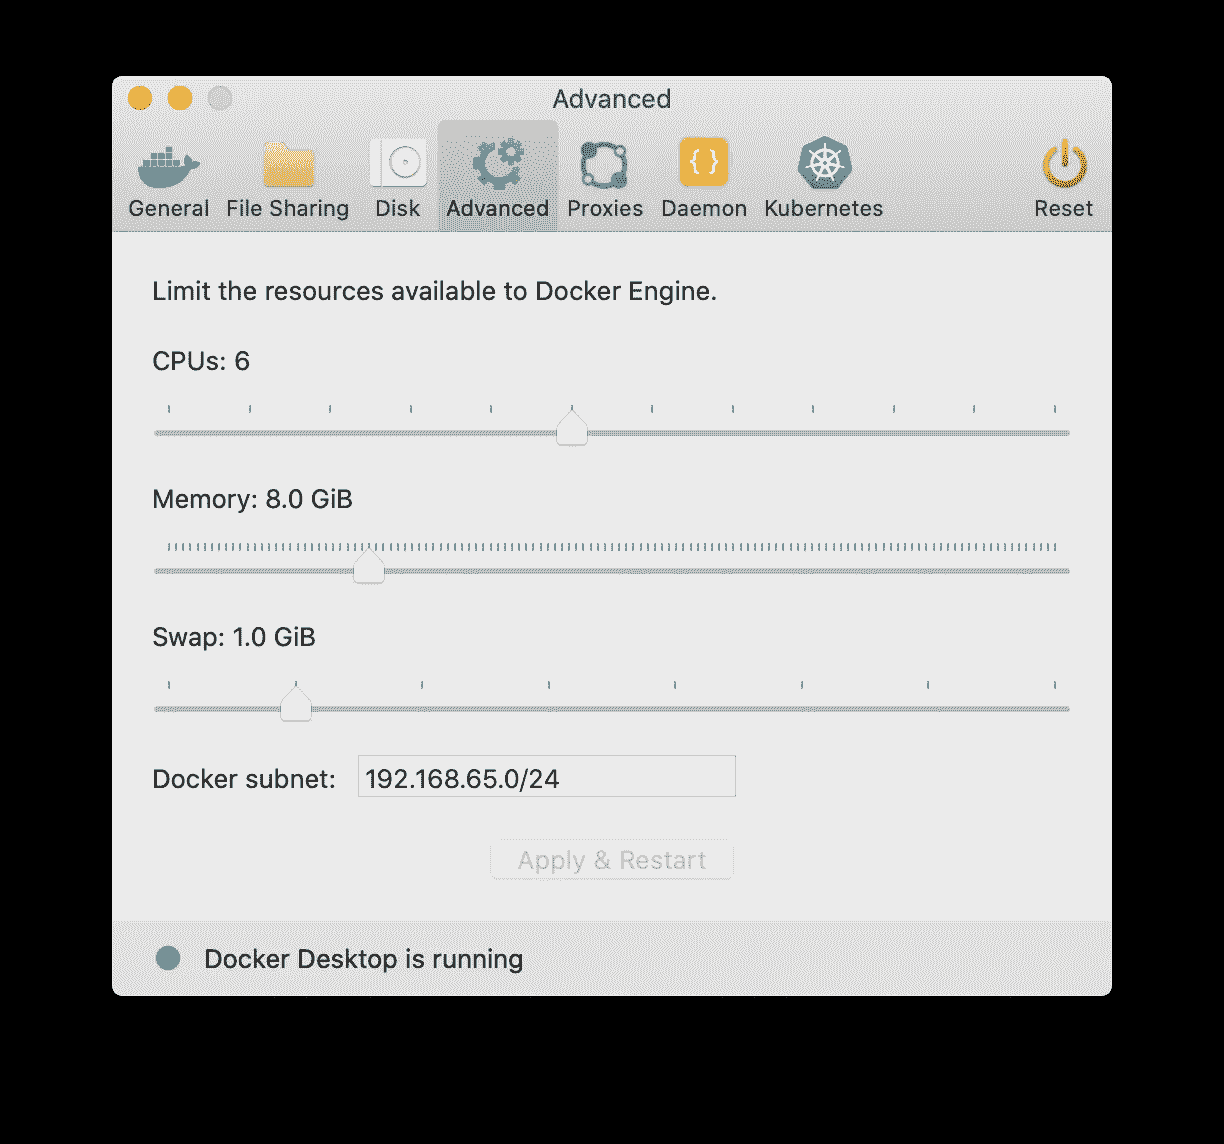 Advanced
General File Sharing Disk Advanced Proxies { } Daemon Kubernetes Reset
Limit the resources available to Docker Engine.
CPUs: 6
Memory: 8.0 GiB
Swap: 1.0 GiB
Docker subnet: 192.168.65.0/24
Apply & Restart
Docker Desktop is running